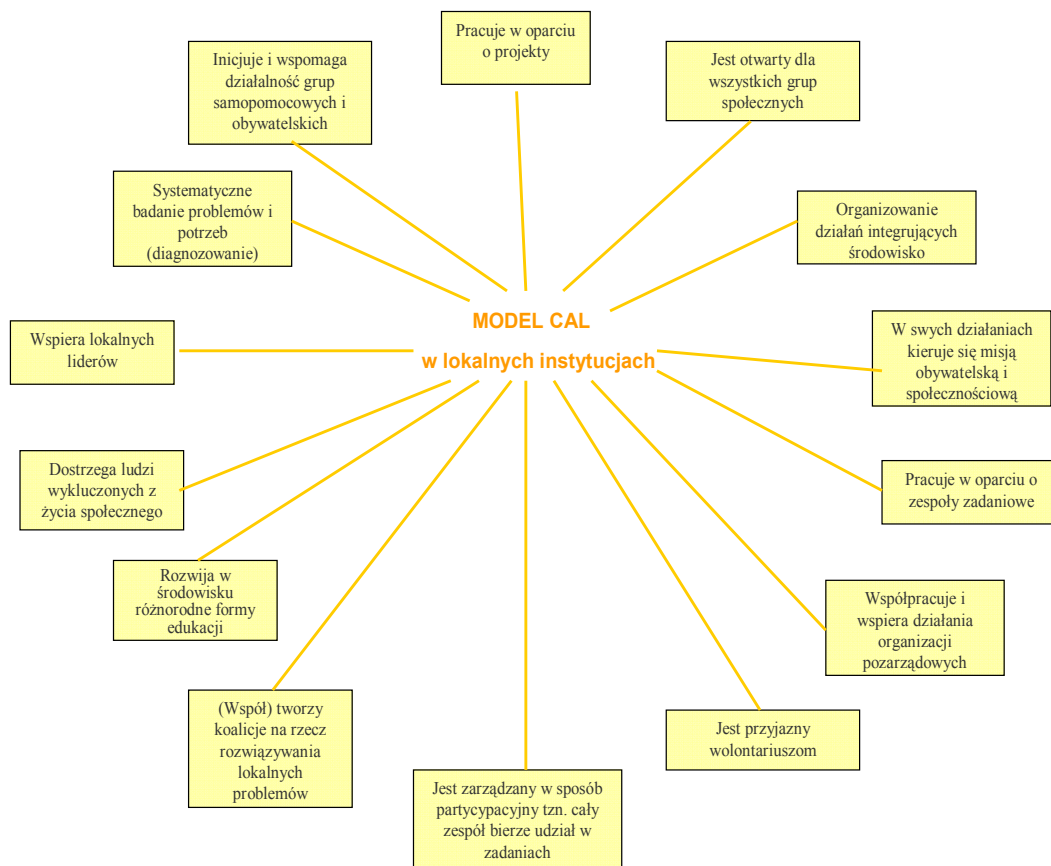 Pracuje w oparciu
o projekty
Inicjuje i wspomaga
działalność grup
samopomocowych i
obywatelskich
Jest otwarty dla
wszystkich grup
społecznych
Systematyczne
badanie problemów i
potrzeb
(diagnozowanie)
Organizowanie
działań integrujących
środowisko
MODEL CAL
w lokalnych instytucjach
Wspiera lokalnych
liderów
W swych działaniach
kieruje się misją
obywatelską i
społecznościową
Dostrzega ludzi
wykluczonych z
życia społecznego
Pracuje w oparciu o
zespoły zadaniowe
Rozwija w
środowisku
różnorodne formy
edukacji
Współpracuje i
wspiera działania
organizacji
pozarządowych
(Współ) tworzy
koalicje na rzecz
rozwiązywania
lokalnych
problemów
Jest przyjazny
wolontariuszom
Jest zarządzany w sposób
partycypacyjny tzn. cały
zespół bierze udział w
zadaniach